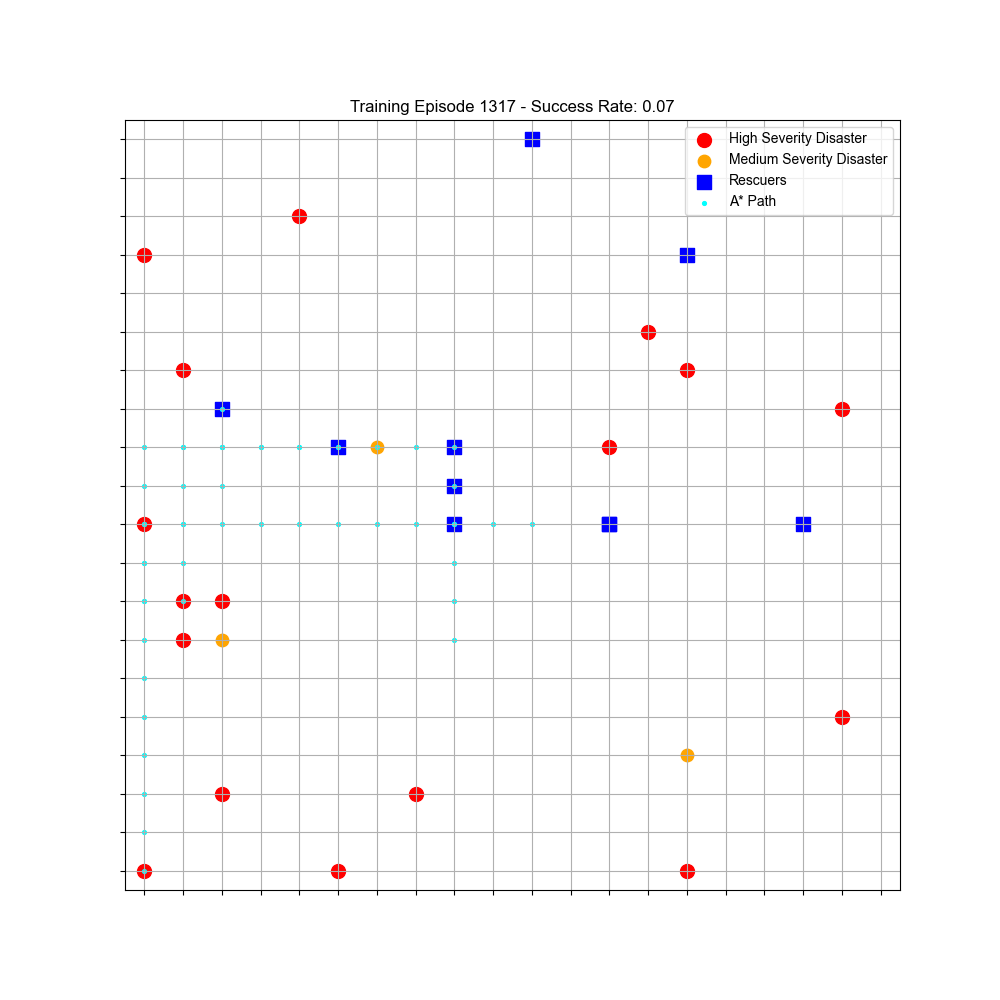 Training Episode 1317 - Success Rate: 0.07
High Severity Disaster
Medium Severity Disaster
Rescuers
A* Path